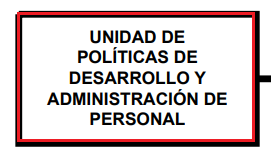 UNIDAD DE
POLÍTICAS DE
DESARROLLO Y
ADMINISTRACIÓN DE
PERSONAL